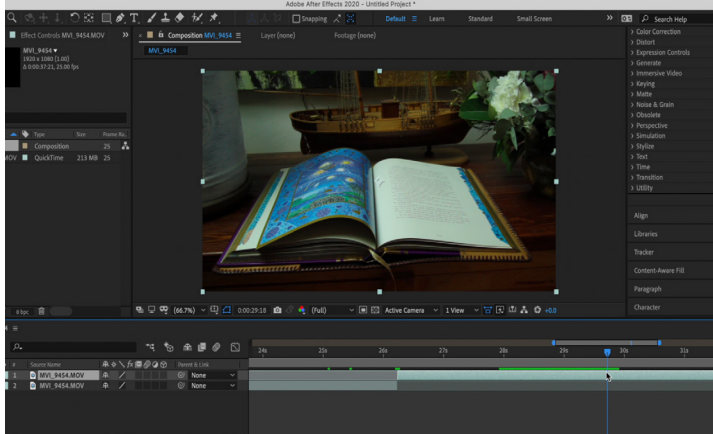 Adobe After Effects 2020 - Untitled Project *
Snapping
Default
Learn
Standard
Small Screen
Search Help
Effect Controls MVI_9454.MOV
Composition MVI_9454
Layer (none)
Footage (none)
MVI_9454
MVI_9454
1920 x 1080 (1.00)
Δ 0:00:37:21, 25.00 fps
Type Size Frame Ra..
Composition 25
MOV QuickTime 213 MB 25
Color Correction
Distort
Expression Controls
Generate
Immersive Video
Keying
Matte
Noise & Grain
Obsolete
Perspective
Simulation
Stylize
Text
Time
Transition
Utility
Align
Libraries
Tracker
Content-Aware Fill
Paragraph
Character
8 bpc
(66.7%) 0:00:29:18 (Full) Active Camera 1 View +0.0
24s 25s 26s 27s 28s 29s 30s 31s
# Source Name Parent & Link
1 MVI_9454.MOV None
2 MVI_9454.MOV None